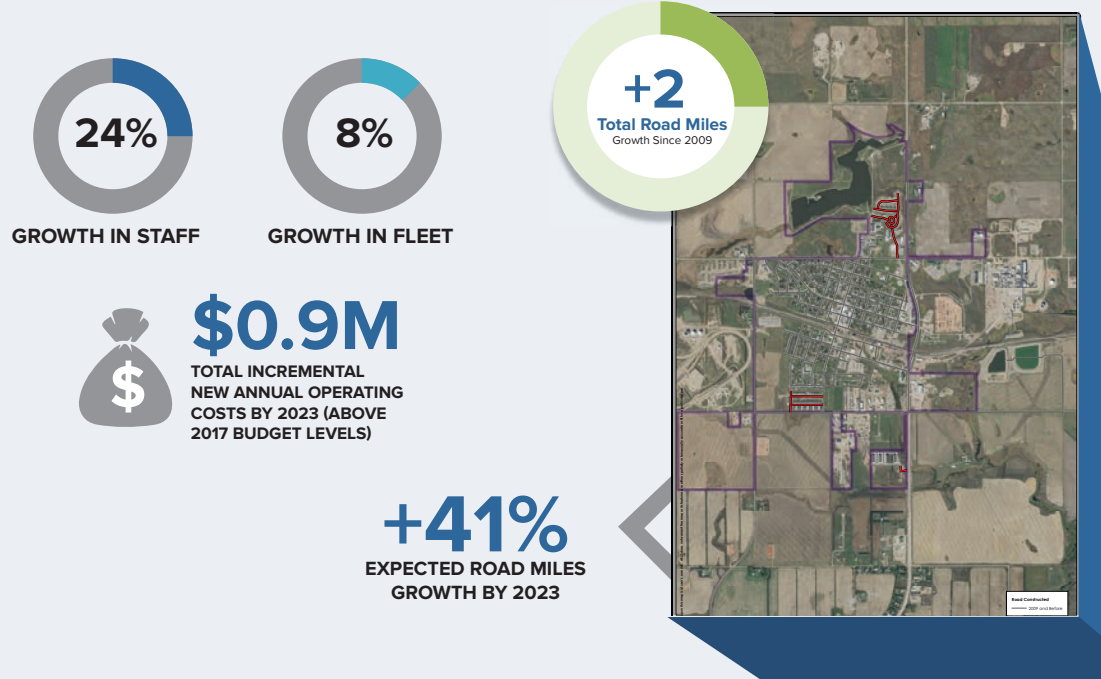 24%
GROWTH IN STAFF
8%
GROWTH IN FLEET
+2
Total Road Miles
Growth Since 2009
$
$0.9M
TOTAL INCREMENTAL
NEW ANNUAL OPERATING
COSTS BY 2023 (ABOVE
2017 BUDGET LEVELS)
+41%
EXPECTED ROAD MILES
GROWTH BY 2023
Road Constructed
2009 and Before